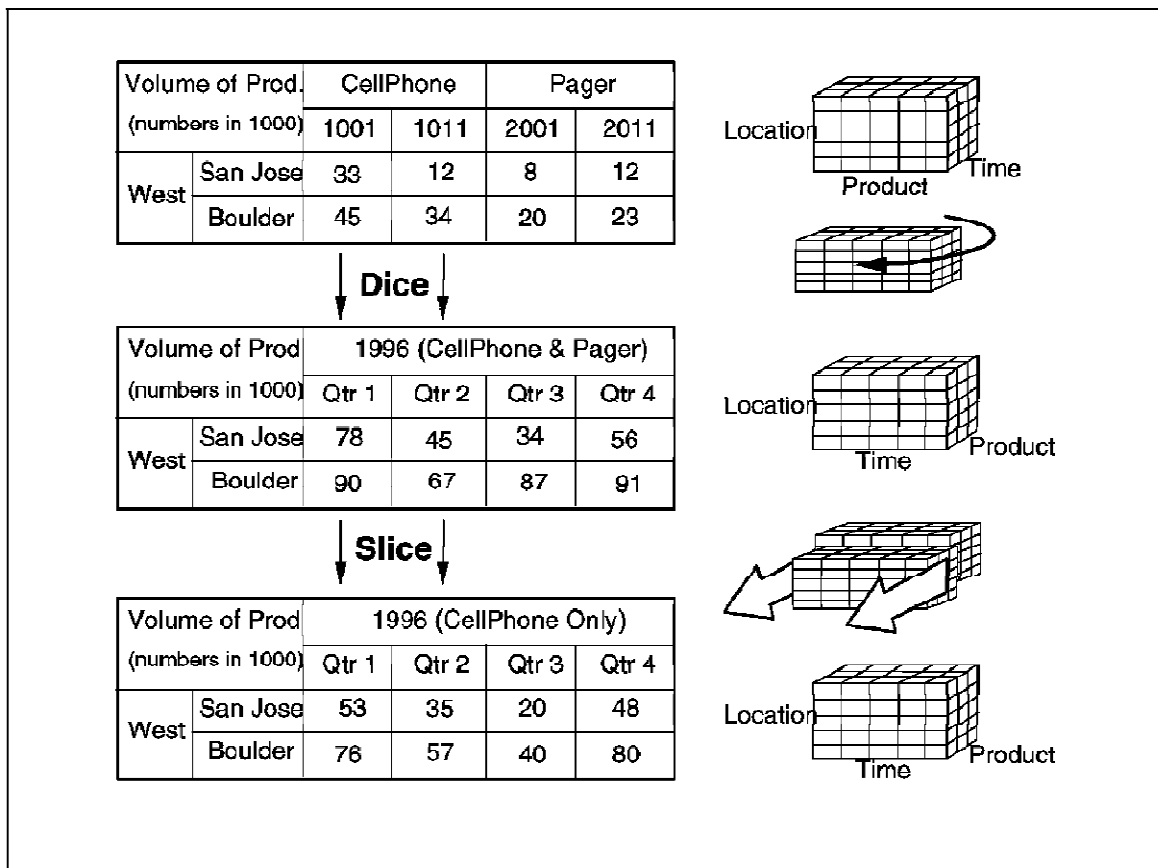 Volume of Prod. CellPhone Pager
(numbers in 1000) 1001 1011 2001 2011
West San Jose 33 12 8 12
Boulder 45 34 20 23
Location
Product
Time
Dice
Volume of Prod 1996 (CellPhone & Pager)
(numbers in 1000) Qtr 1 Qtr 2 Qtr 3 Qtr 4
West San Jose 78 45 34 56
Boulder 90 67 87 91
Location
Time
Product
Slice
Volume of Prod 1996 (CellPhone Only)
(numbers in 1000) Qtr 1 Qtr 2 Qtr 3 Qtr 4
West San Jose 53 35 20 48
Boulder 76 57 40 80
Location
Time
Product